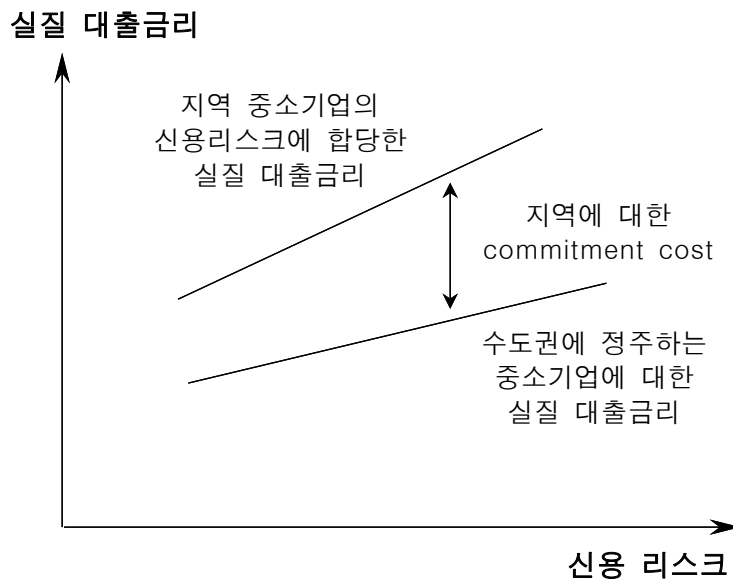 실질 대출금리
지역 중소기업의
신용리스크에 합당한
실질 대출금리
지역에 대한
commitment cost
수도권에 정주하는
중소기업에 대한
실질 대출금리
신용 리스크